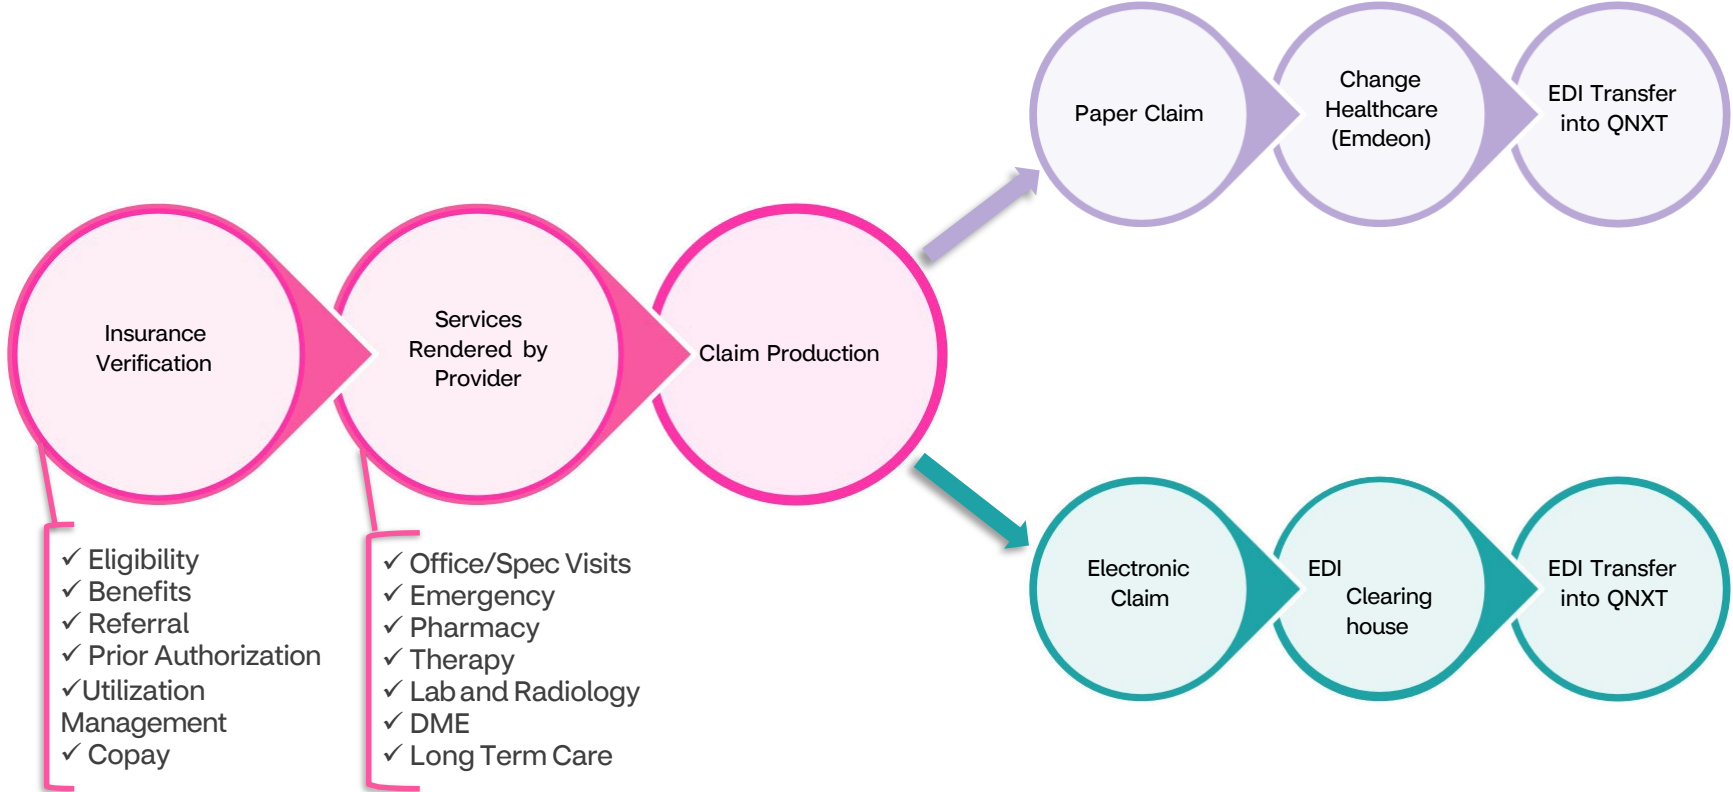 Insurance
Verification
✓ Eligibility
✓ Benefits
✓ Referral
✓ Prior Authorization
✓Utilization
Management
✓ Copay
Services
Rendered by
Provider
✓ Office/Spec Visits
✓ Emergency
✓ Pharmacy
✓ Therapy
✓ Lab and Radiology
✓ DME
✓ Long Term Care
Claim Production
Paper Claim
Change
Healthcare
(Emdeon)
EDI Transfer
into QNXT
Electronic
Claim
EDI
Clearing
house
EDI Transfer
into QNXT